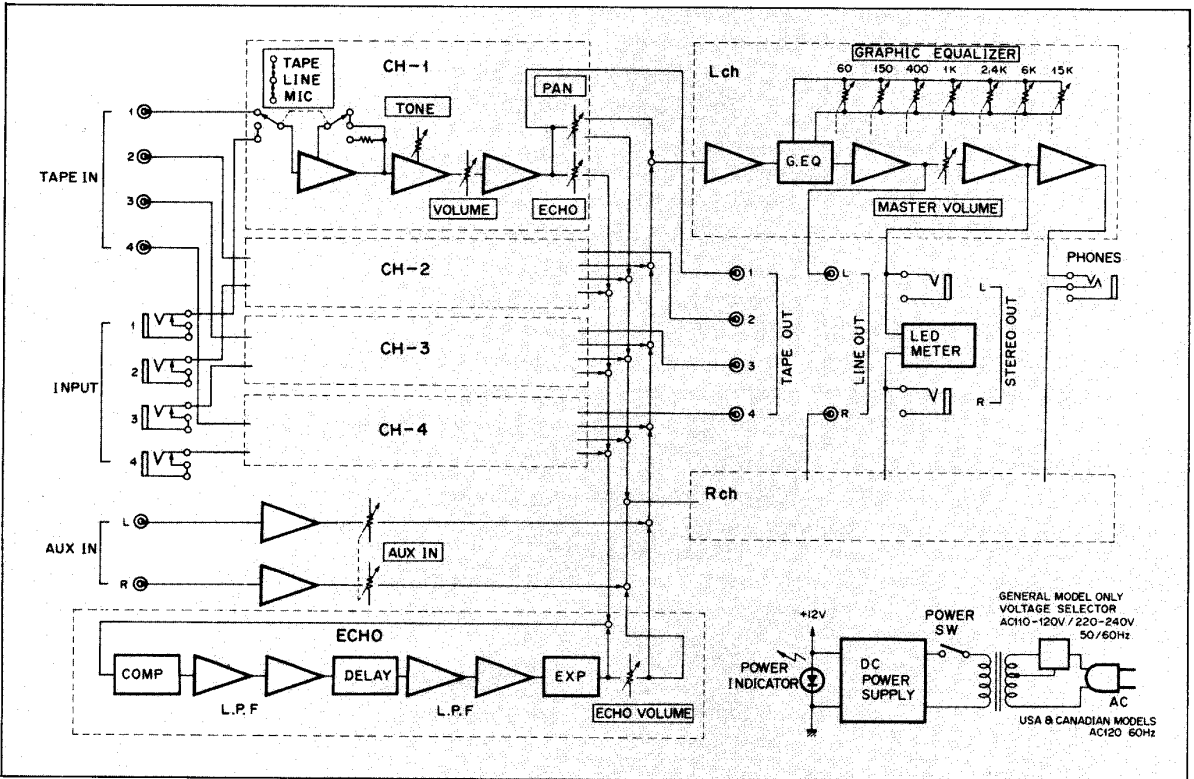 TAPE
LINE
MIC
CH-1
TONE
PAN
VOLUME
ECHO
TAPE IN
1
2
3
4
CH-2
CH-3
CH-4
INPUT
1
2
3
4
AUX IN
L
R
AUX IN
ECHO
COMP
L.P.F
DELAY
L.P.F
EXP
ECHO VOLUME
Lch
GRAPHIC EQUALIZER
60 150 400 1K 2.4K 6K 15K
G.EQ
MASTER VOLUME
1
2
3
4
TAPE OUT
L
R
LINE OUT
LED
METER
L
R
STEREO OUT
PHONES
Rch
+12V
POWER
INDICATOR
DC
POWER
SUPPLY
POWER
SW
GENERAL MODEL ONLY
VOLTAGE SELECTOR
AC110-120V/220-240V
50/60Hz
AC
USA & CANADIAN MODELS
AC120 60Hz